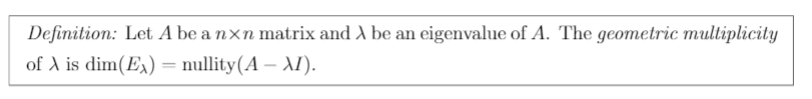 Definition: Let A be a n×n matrix and λ be an eigenvalue of A. The geometric multiplicity
of λ is dim(E_λ) = nullity(A − λI).